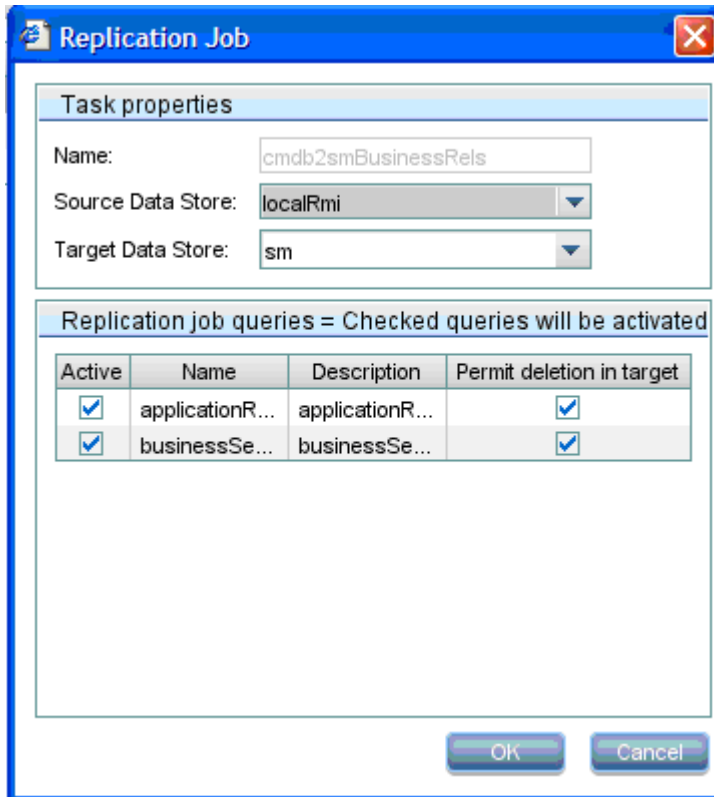 Replication Job
Task properties
Name: cmdb2smBusinessRels
Source Data Store: localRmi
Target Data Store: sm
Replication job queries = Checked queries will be activated
Active Name Description Permit deletion in target
applicationR... applicationR...
businessSe... businessSe...
OK Cancel